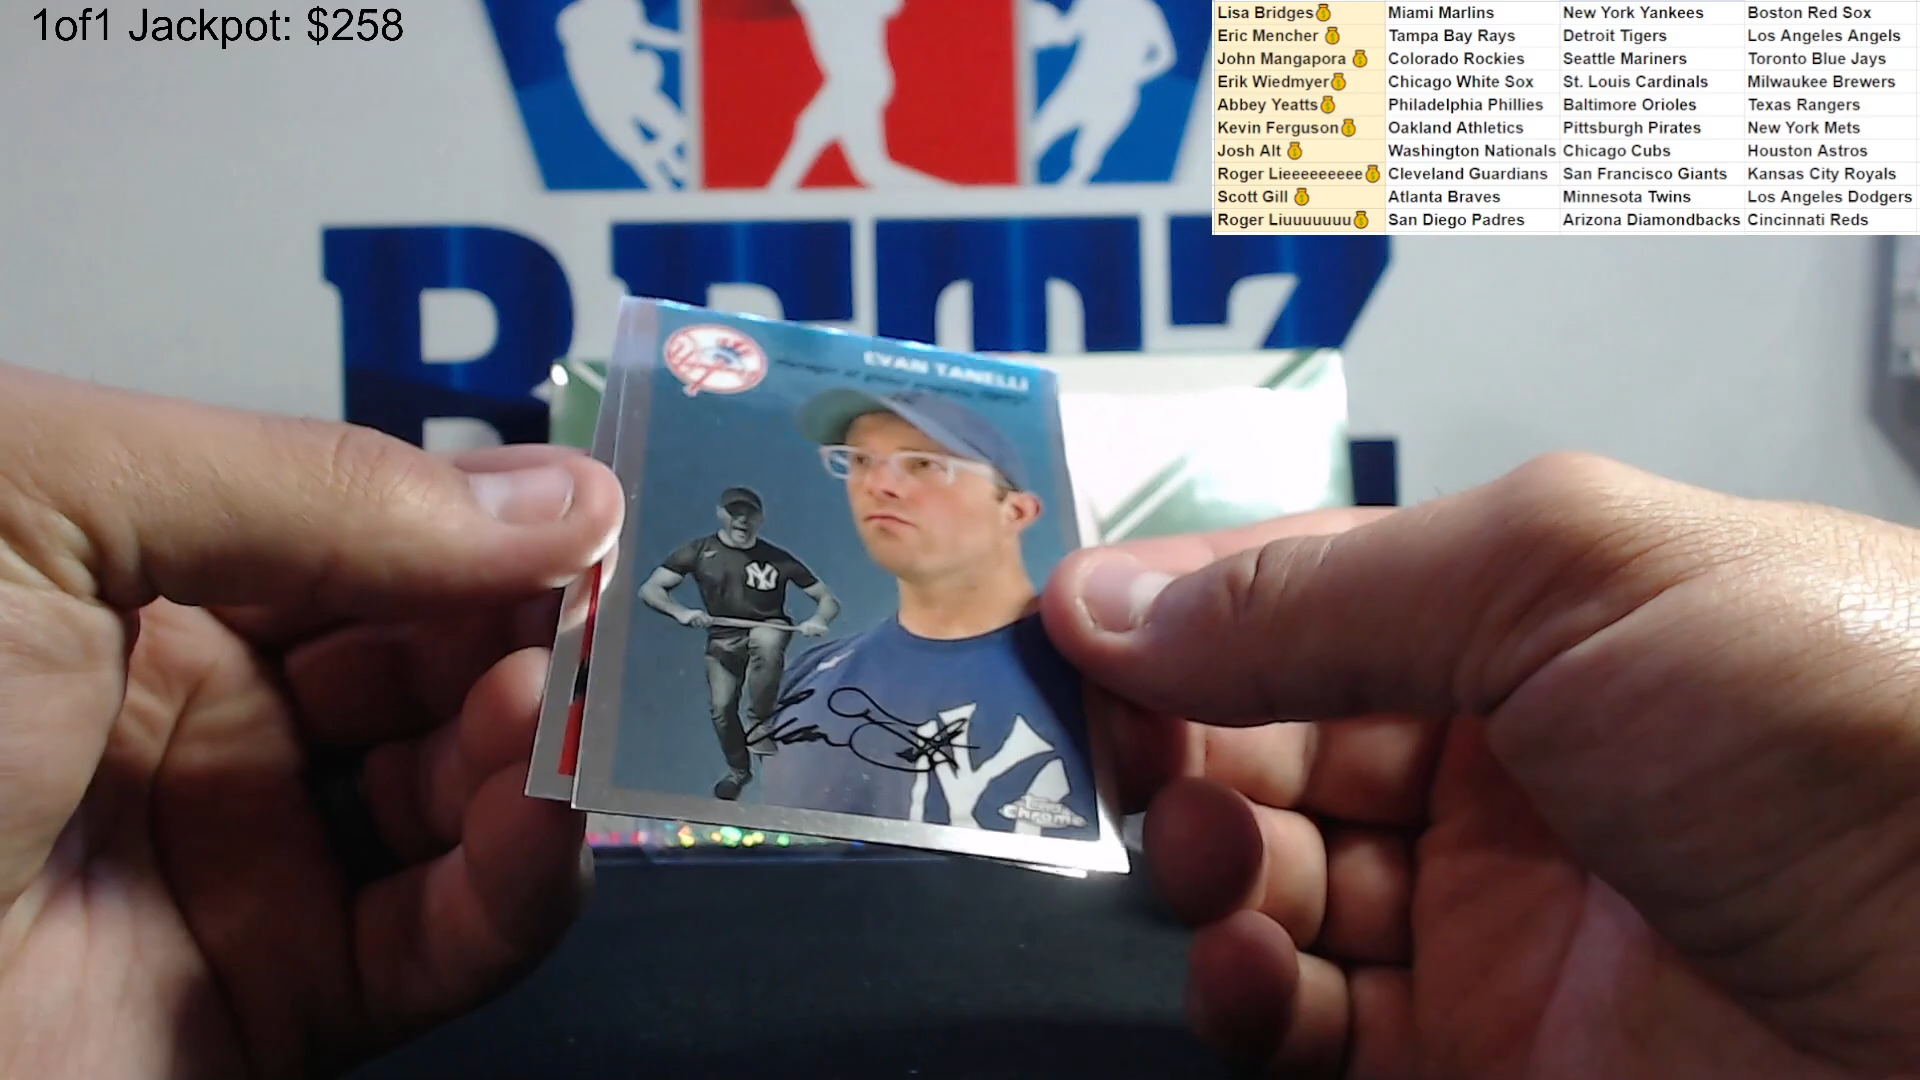 1of1 Jackpot: $258
Lisa Bridges Miami Marlins New York Yankees Boston Red Sox
Eric Mencher Tampa Bay Rays Detroit Tigers Los Angeles Angels
John Mangapora Colorado Rockies Seattle Mariners Toronto Blue Jays
Erik Wiedmyer Chicago White Sox St. Louis Cardinals Milwaukee Brewers
Abbey Yeatts Philadelphia Phillies Baltimore Orioles Texas Rangers
Kevin Ferguson Oakland Athletics Pittsburgh Pirates New York Mets
Josh Alt Washington Nationals Chicago Cubs Houston Astros
Roger Lieeeeeeeee Cleveland Guardians San Francisco Giants Kansas City Royals
Scott Gill Atlanta Braves Minnesota Twins Los Angeles Dodgers
Roger Liuuuuuuu San Diego Padres Arizona Diamondbacks Cincinnati Reds
EVAN TANELLI
NY
Evan
NY
Topps
Chrome